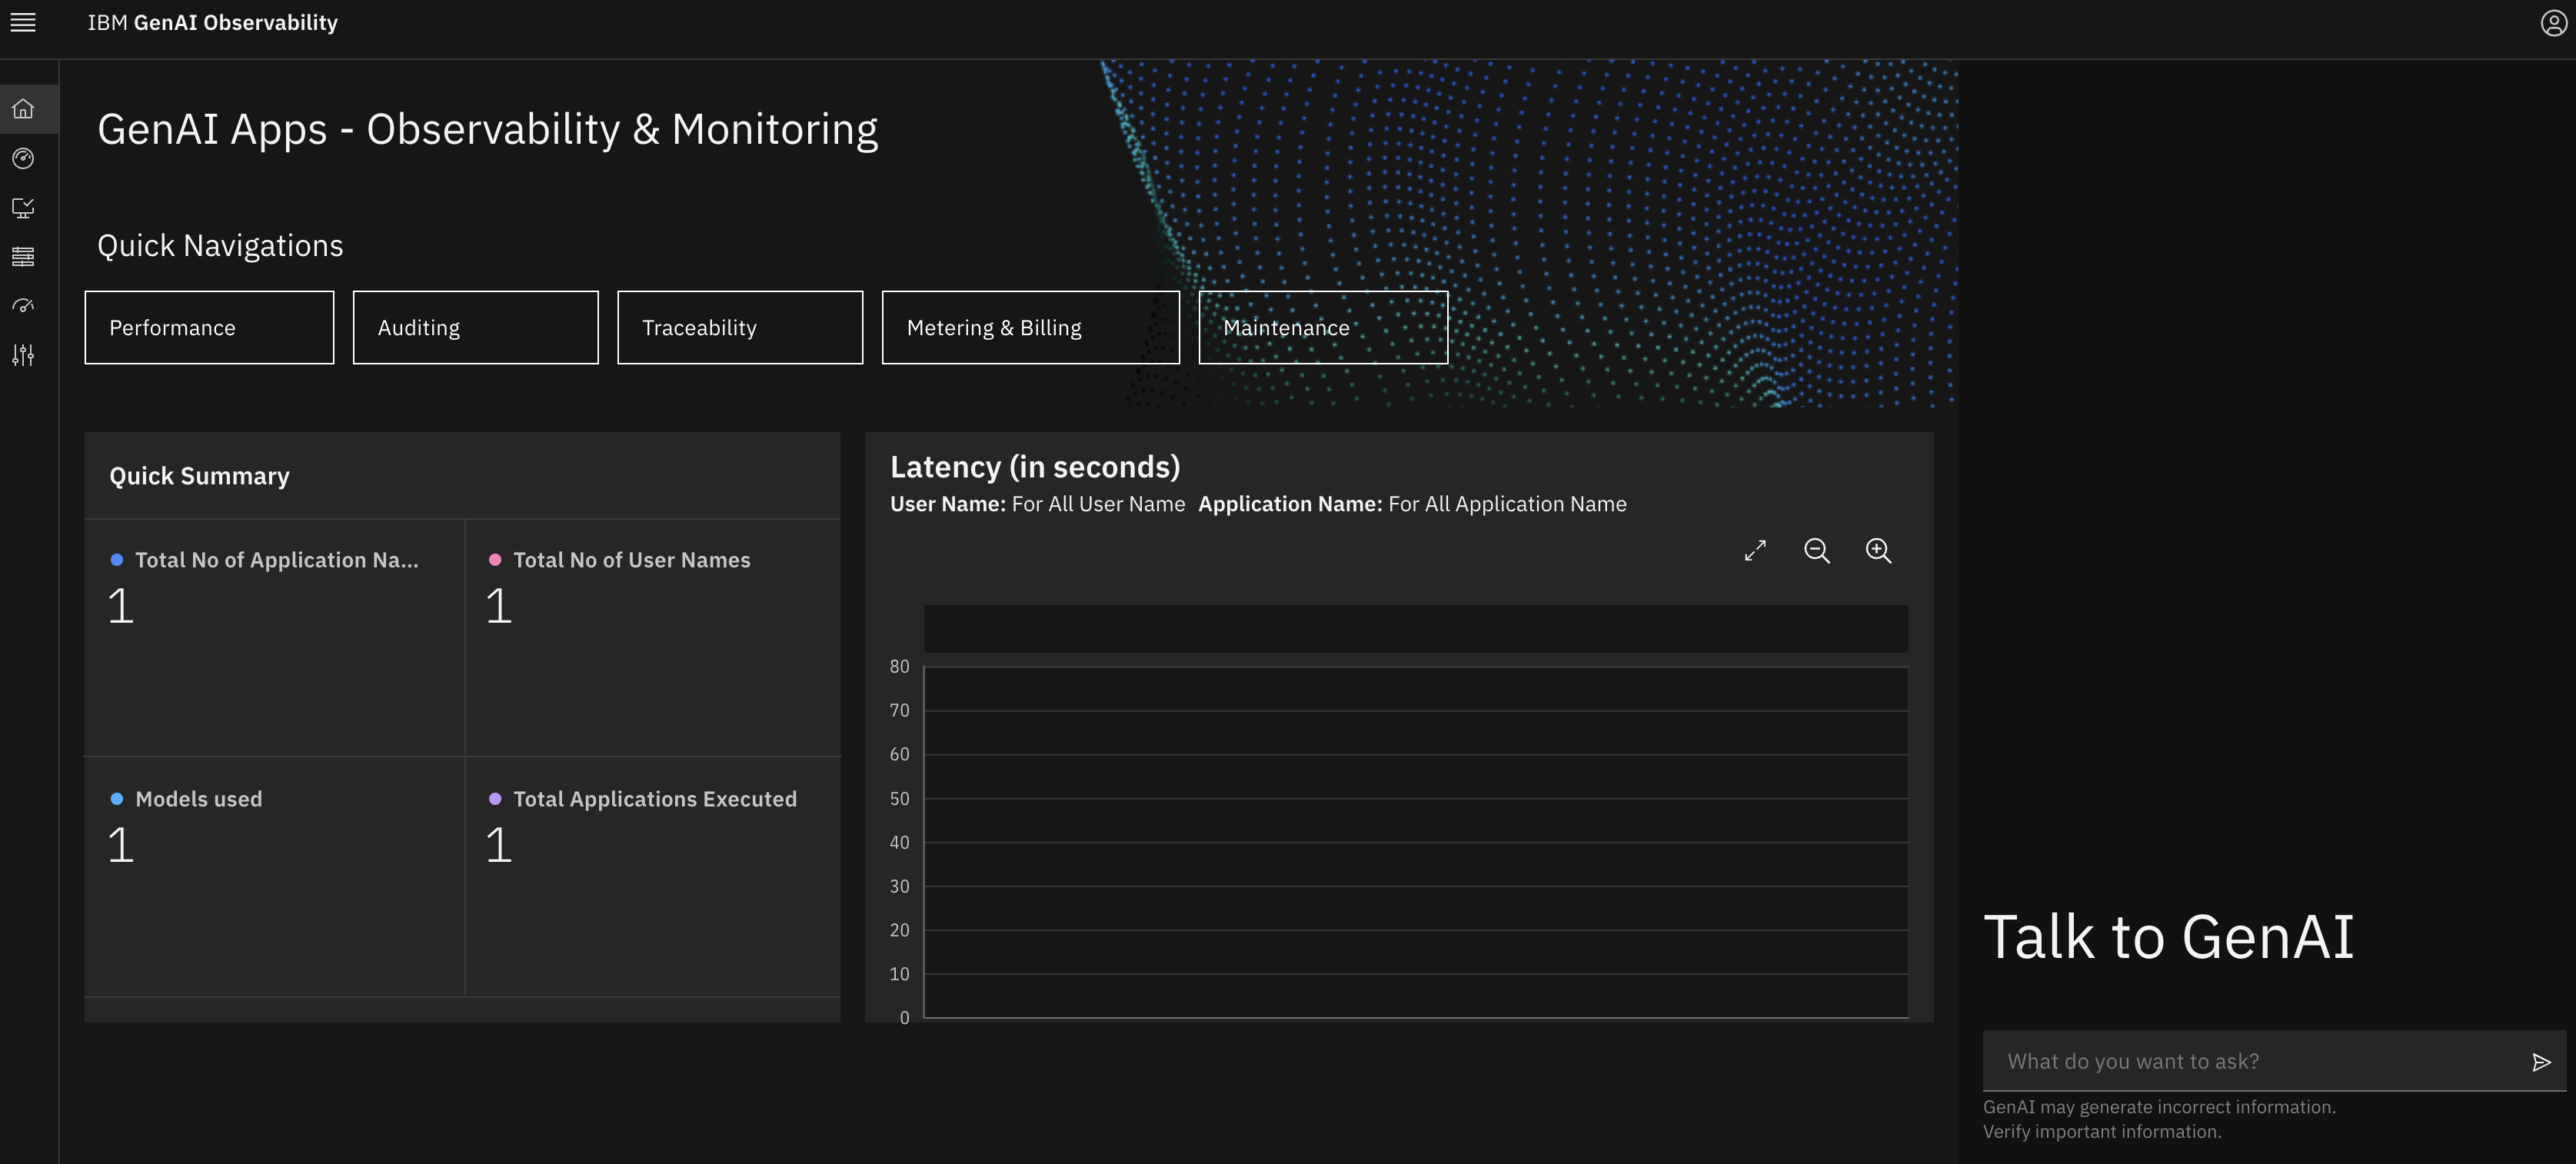 IBM GenAI Observability
GenAI Apps - Observability & Monitoring
Quick Navigations
Performance
Auditing
Traceability
Metering & Billing
Maintenance
Quick Summary
Total No of Application Na...
1
Total No of User Names
1
Models used
1
Total Applications Executed
1
Latency (in seconds)
User Name: For All User Name Application Name: For All Application Name
80
70
60
50
40
30
20
10
0
Talk to GenAI
What do you want to ask?
GenAI may generate incorrect information.
Verify important information.